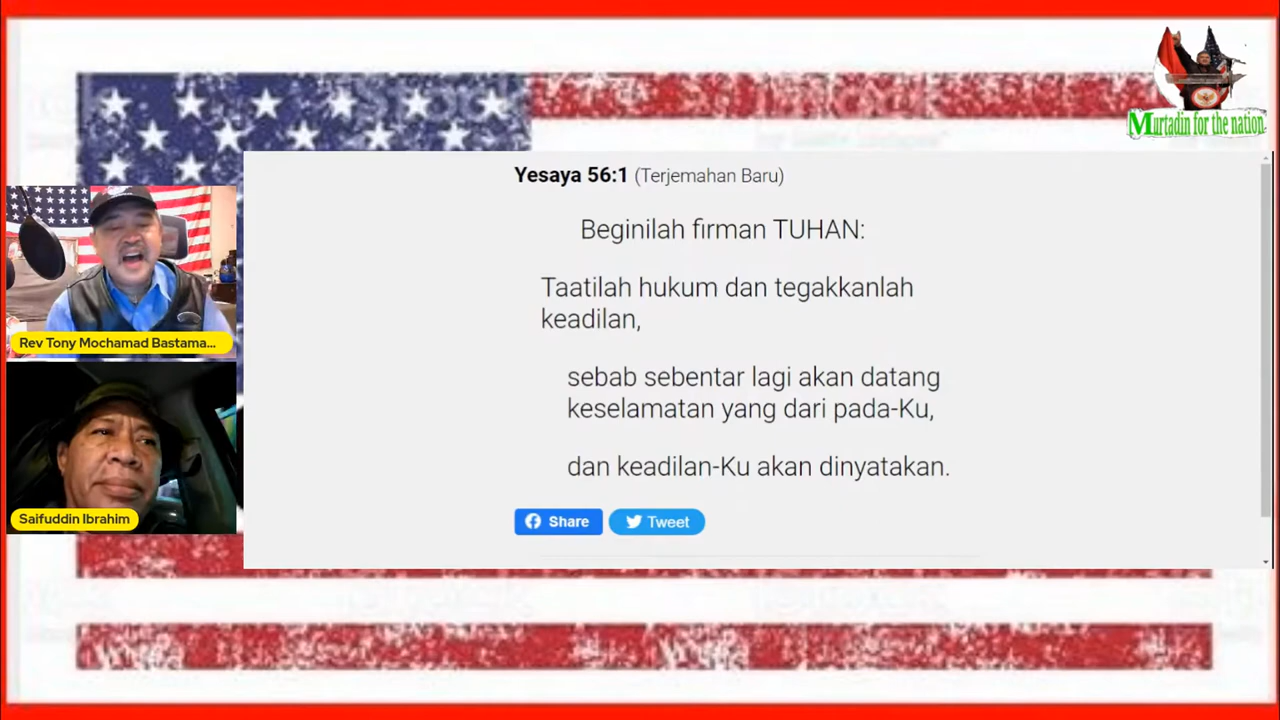 Murtadin for the nation
Yesaya 56:1 (Terjemahan Baru)
Beginilah firman TUHAN:
Taatilah hukum dan tegakkanlah
keadilan,
sebab sebentar lagi akan datang
keselamatan yang dari pada-Ku,
dan keadilan-Ku akan dinyatakan.
Share Tweet
Rev Tony Mochamad Bastama...
Saifuddin Ibrahim